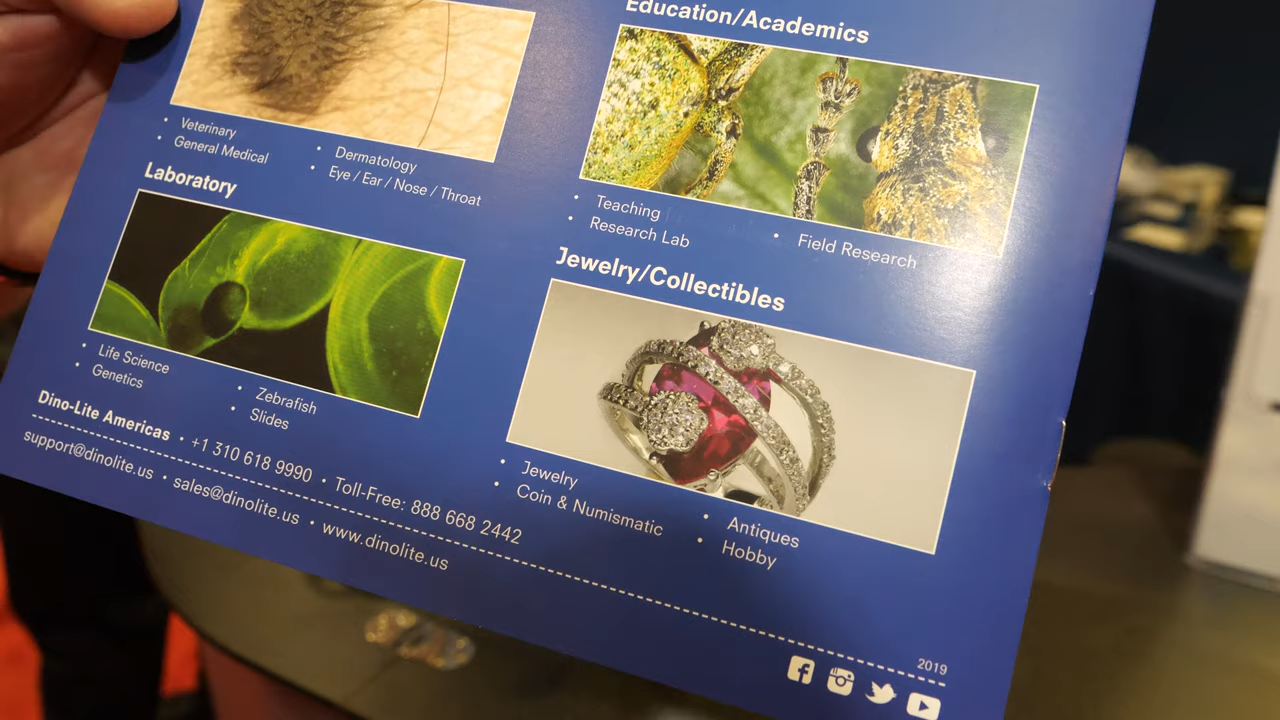 Veterinary
General Medical
Dermatology
Eye / Ear / Nose / Throat
Laboratory
Life Science
Genetics
Zebrafish
Slides
Education/Academics
Teaching
Research Lab
Field Research
Jewelry/Collectibles
Jewelry
Coin & Numismatic
Antiques
Hobby
Dino-Lite Americas • +1 310 618 9990 • Toll-Free: 888 668 2442
support@dinolite.us • sales@dinolite.us • www.dinolite.us
2019